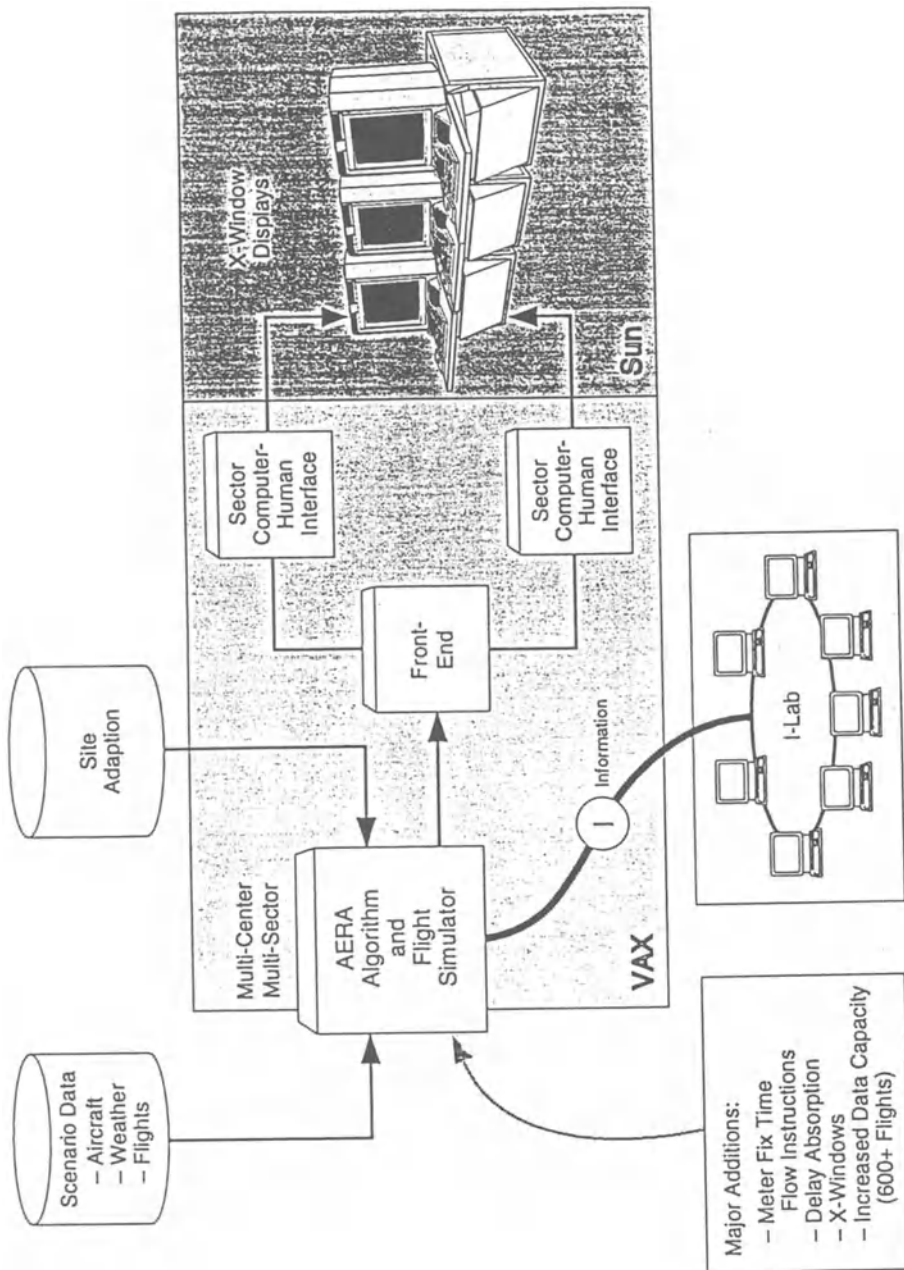 Scenario Data
– Aircraft
– Weather
– Flights
Site
Adaption
Multi-Center
Multi-Sector
AERA
Algorithm
and
Flight
Simulator
Front-
End
Sector
Computer-
Human
Interface
X-Window
Displays
Sector
Computer-
Human
Interface
Sun
VAX
I
Information
I-Lab
Major Additions:
– Meter Fix Time
Flow Instructions
– Delay Absorption
– X-Windows
– Increased Data Capacity
(600+ Flights)